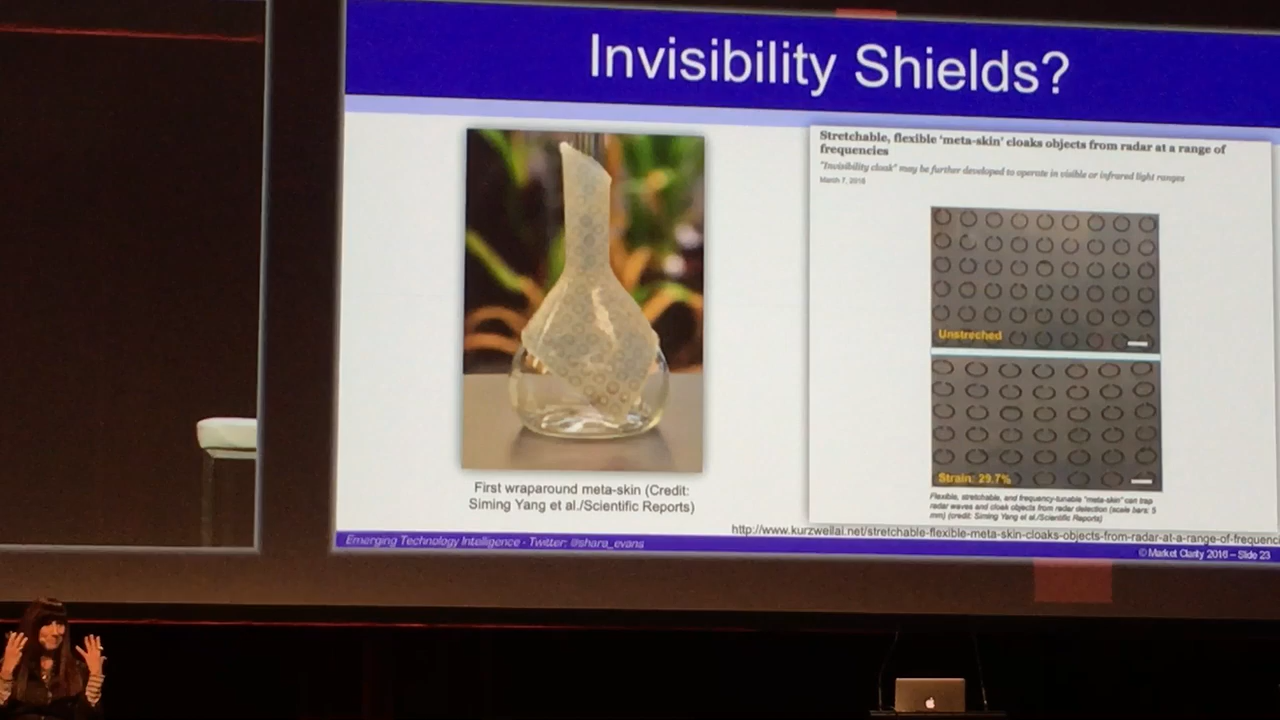 Invisibility Shields?
Stretchable, flexible 'meta-skin' cloaks objects from radar at a range of
frequencies
"Invisibility cloak" may be further developed to operate in visible or infrared light ranges
March 7, 2016
Unstreched
Strain: 29.7%
Flexible, stretchable, and frequency-tunable "meta-skin" can trap
radar waves and cloak objects from radar detection (scale bars: 5
mm) (credit: Siming Yang et al./Scientific Reports)
First wraparound meta-skin (Credit:
Siming Yang et al./Scientific Reports)
http://www.kurzweilai.net/stretchable-flexible-meta-skin-cloaks-objects-from-radar-at-a-range-of-frequenci
Emerging Technology Intelligence - Twitter: @shara_evans
© Market Clarity 2016 – Slide 23